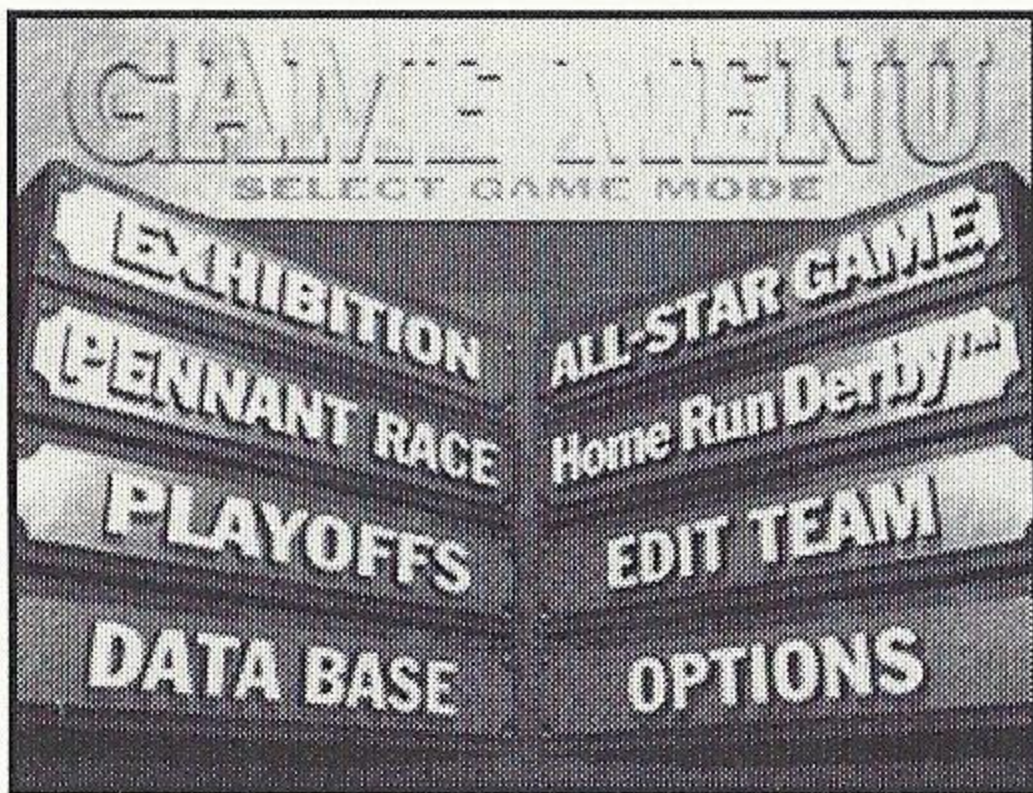 GAME MENU
SELECT GAME MODE
EXHIBITION
PENNANT RACE
PLAYOFFS
DATA BASE
ALL-STAR GAME
Home Run Derby™
EDIT TEAM
OPTIONS